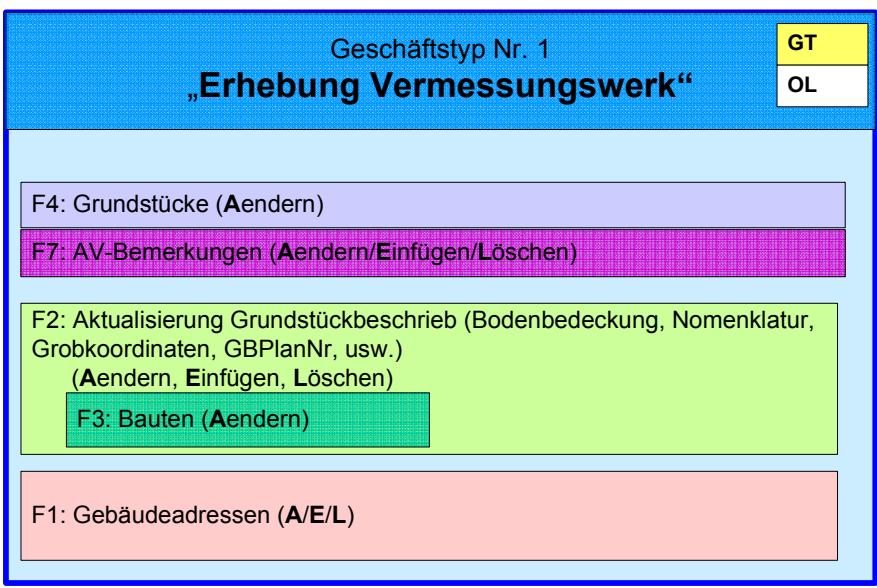 Geschäftstyp Nr. 1
„Erhebung Vermessungswerk“
GT
OL
F4: Grundstücke (Aendern)
F7: AV-Bemerkungen (Aendern/Einfügen/Löschen)
F2: Aktualisierung Grundstückbeschrieb (Bodenbedeckung, Nomenklatur,
Grobkoordinaten, GBPlanNr, usw.)
(Aendern, Einfügen, Löschen)
F3: Bauten (Aendern)
F1: Gebäudeadressen (A/E/L)